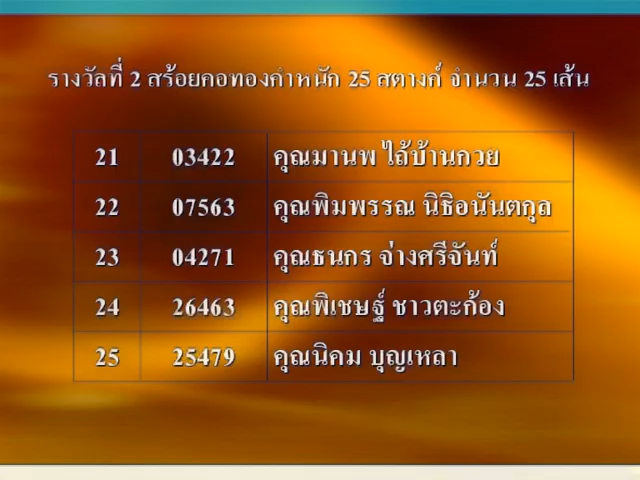 รางวัลที่ 2 สร้อยคอทองคำหนัก 25 สตางค์ จำนวน 25 เส้น
21 03422 คุณมานพ ไถ้บ้านกวย
22 07563 คุณพิมพรรณ นิธิอนันตกุล
23 04271 คุณธนกร จ่างศรีจันท์
24 26463 คุณพิเชษฐ์ ชาวตะก้อง
25 25479 คุณนิคม บุญเหลา